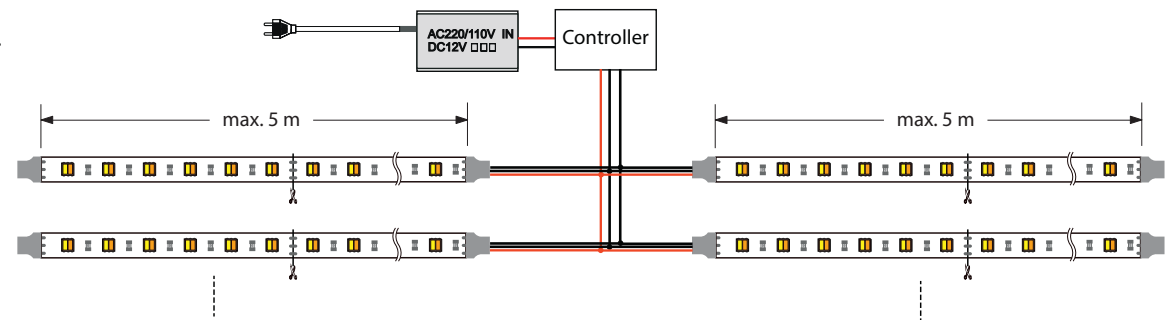 AC220/110V IN
DC12V □□□
Controller
max. 5 m
max. 5 m